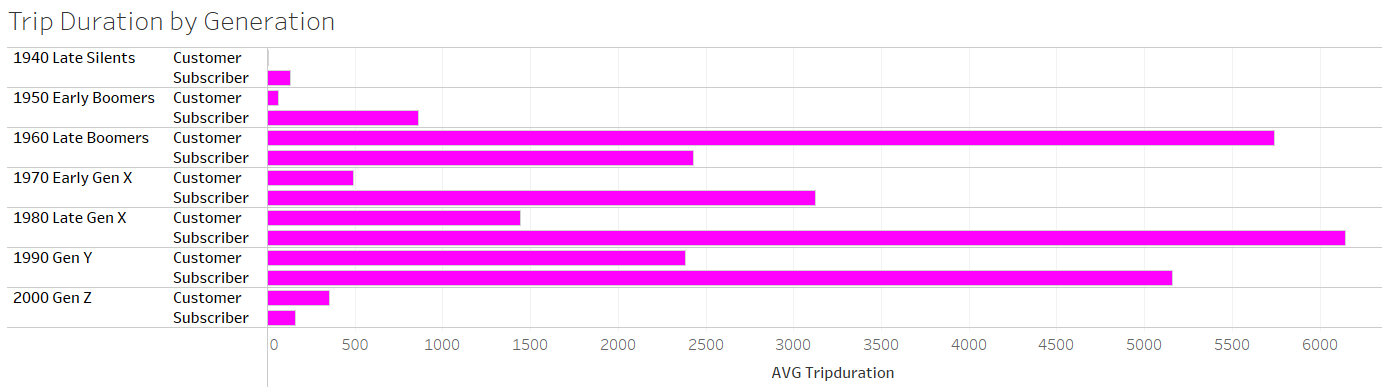 Trip Duration by Generation
1940 Late Silents Customer
Subscriber
1950 Early Boomers Customer
Subscriber
1960 Late Boomers Customer
Subscriber
1970 Early Gen X Customer
Subscriber
1980 Late Gen X Customer
Subscriber
1990 Gen Y Customer
Subscriber
2000 Gen Z Customer
Subscriber
0 500 1000 1500 2000 2500 3000 3500 4000 4500 5000 5500 6000
AVG Tripduration